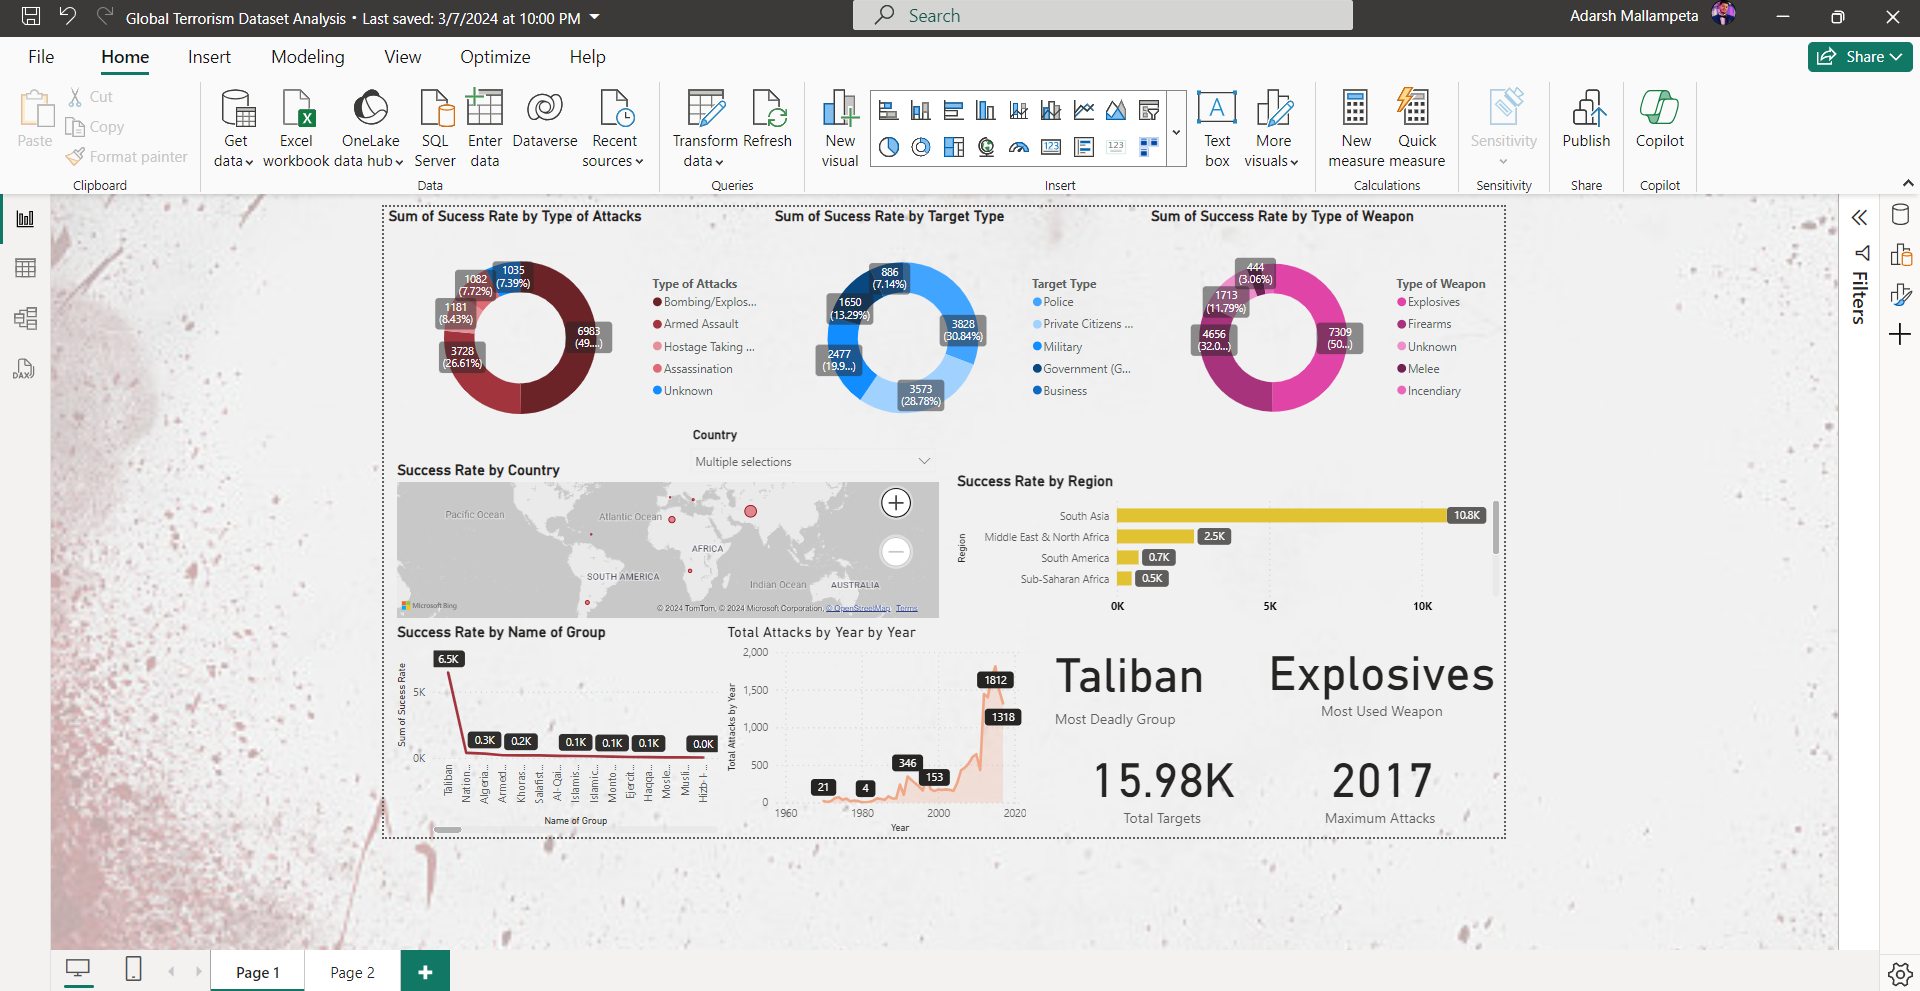 Global Terrorism Dataset Analysis • Last saved: 3/7/2024 at 10:00 PM
Search
Adarsh Mallampeta
File
Home
Insert
Modeling
View
Optimize
Help
Share
Paste
Cut
Copy
Format painter
Clipboard
Get data
Excel workbook
OneLake data hub
SQL Server
Enter data
Dataverse
Recent sources
Data
Transform data
Refresh
Queries
New visual
123
123
A
Text box
More visuals
Insert
New measure
Quick measure
Calculations
Sensitivity
Sensitivity
Publish
Share
Copilot
Copilot
DAX
Filters
Sum of Sucess Rate by Type of Attacks
1035
(7.39%)
1082
(7.72%)
1181
(8.43%)
3728
(26.61%)
6983
(49....)
Type of Attacks
Bombing/Explos...
Armed Assault
Hostage Taking ...
Assassination
Unknown
Sum of Sucess Rate by Target Type
886
(7.14%)
1650
(13.29%)
2477
(19.9...)
3573
(28.78%)
3828
(30.84%)
Target Type
Police
Private Citizens ...
Military
Government (G...
Business
Sum of Success Rate by Type of Weapon
444
(3.06%)
1713
(11.79%)
4656
(32.0...)
7309
(50...)
Type of Weapon
Explosives
Firearms
Unknown
Melee
Incendiary
Country
Multiple selections
Success Rate by Country
Pacific Ocean
Atlantic Ocean
AFRICA
SOUTH AMERICA
Indian Ocean
AUSTRALIA
Microsoft Bing
© 2024 TomTom, © 2024 Microsoft Corporation, © OpenStreetMap Terms
Success Rate by Region
Region
South Asia
10.8K
Middle East & North Africa
2.5K
South America
0.7K
Sub-Saharan Africa
0.5K
0K
5K
10K
Success Rate by Name of Group
Sum of Success Rate
6.5K
5K
0.3K
0.2K
0.1K
0.1K
0.1K
0.0K
0K
Taliban
Nation...
Algeria...
Armed...
Khoras...
Salafist...
Al-Qai...
Islamis...
Islamic...
Monto...
Ejercit...
Haqqa...
Mosle...
Musli...
Hizb-I-...
Name of Group
Total Attacks by Year by Year
Total Attacks by Year
2,000
1,500
1,000
500
0
21
4
346
153
1812
1318
1960
1980
2000
2020
Year
Taliban
Most Deadly Group
Explosives
Most Used Weapon
15.98K
Total Targets
2017
Maximum Attacks
Page 1
Page 2